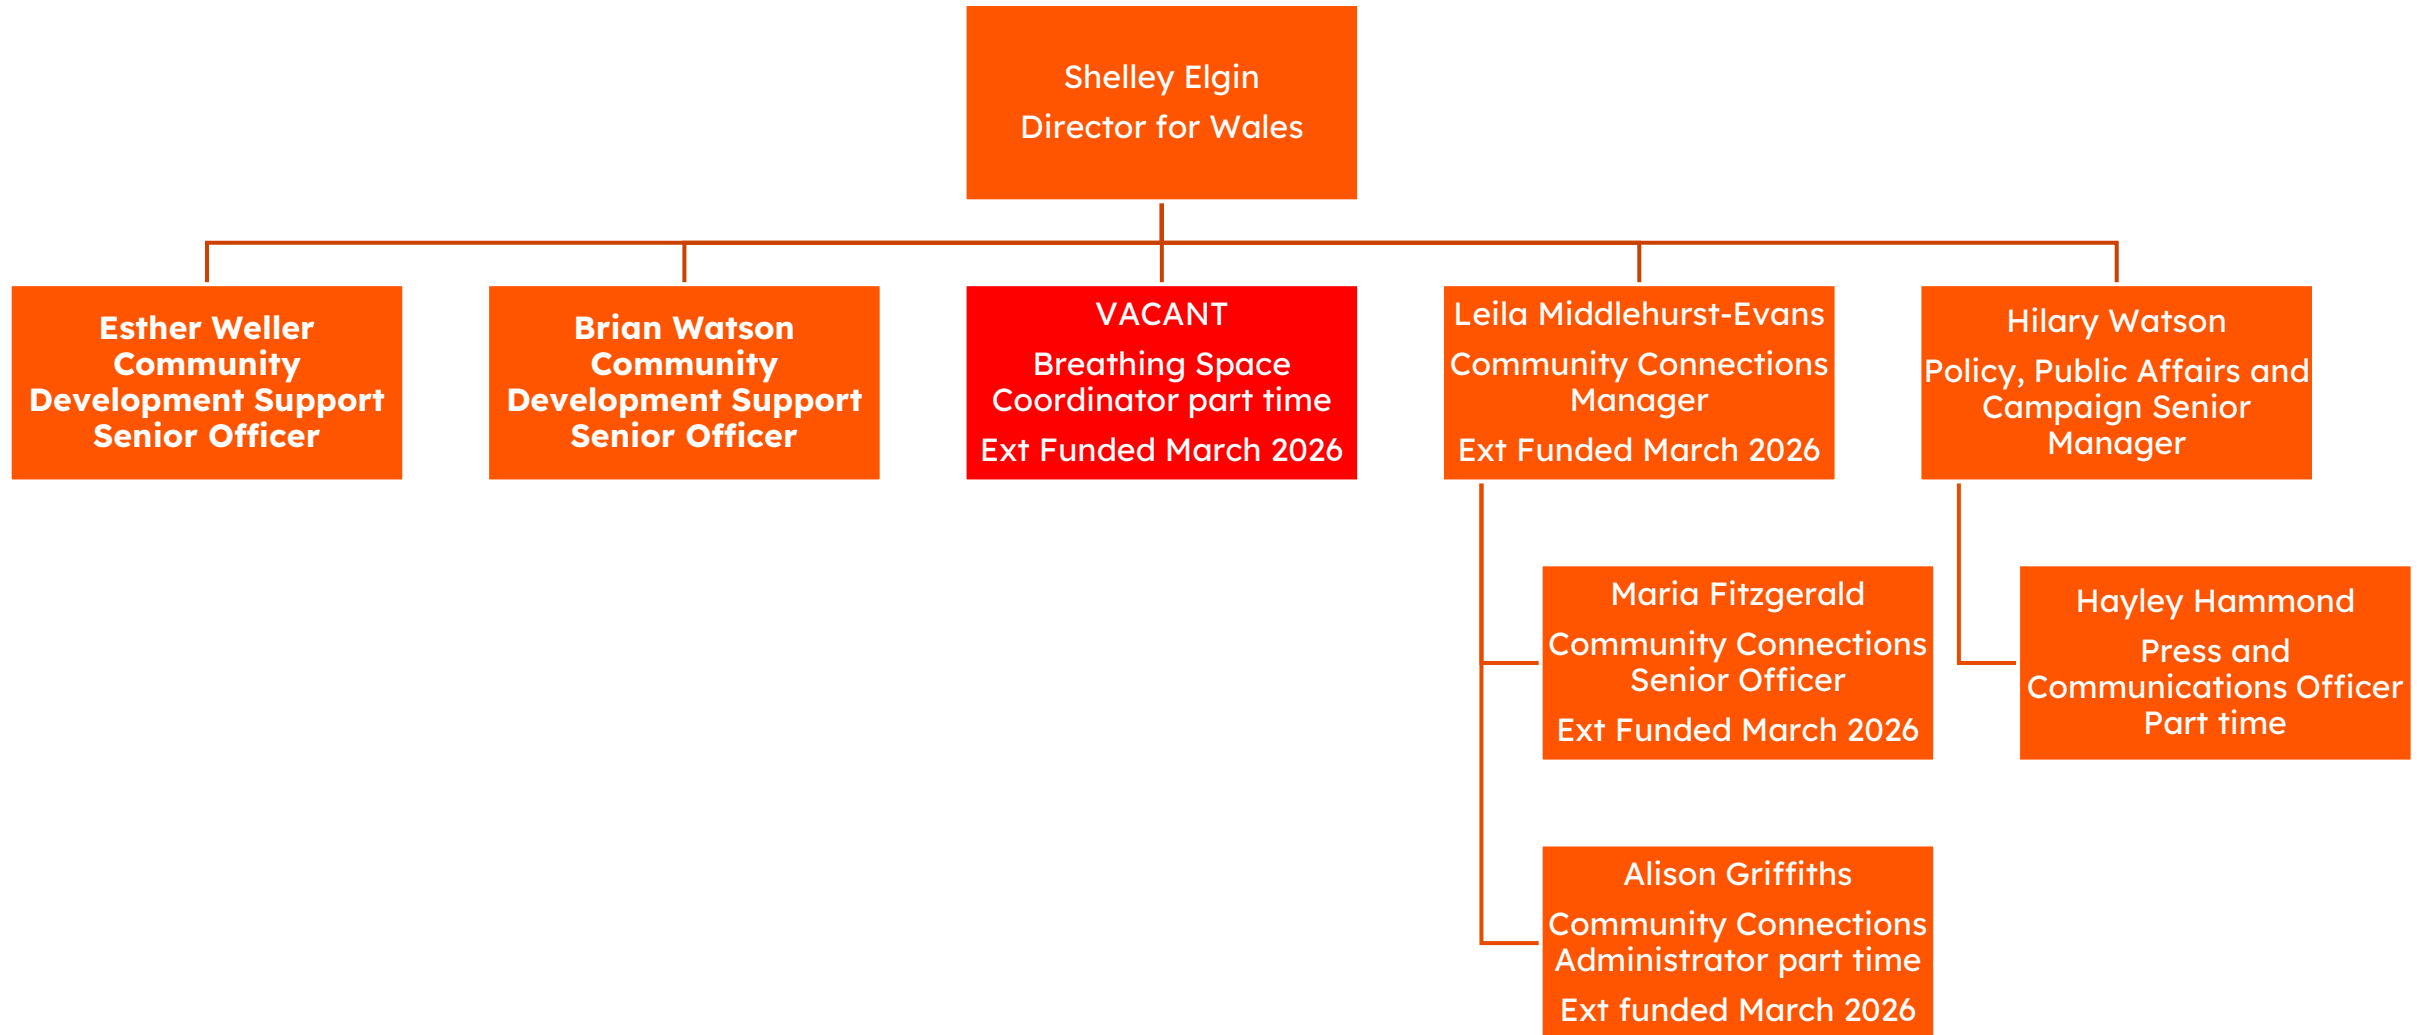 Shelley Elgin
Director for Wales
Esther Weller
Community
Development Support
Senior Officer
Brian Watson
Community
Development Support
Senior Officer
VACANT
Breathing Space
Coordinator part time
Ext Funded March 2026
Leila Middlehurst-Evans
Community Connections
Manager
Ext Funded March 2026
Hilary Watson
Policy, Public Affairs and
Campaign Senior
Manager
Maria Fitzgerald
Community Connections
Senior Officer
Ext Funded March 2026
Hayley Hammond
Press and
Communications Officer
Part time
Alison Griffiths
Community Connections
Administrator part time
Ext funded March 2026